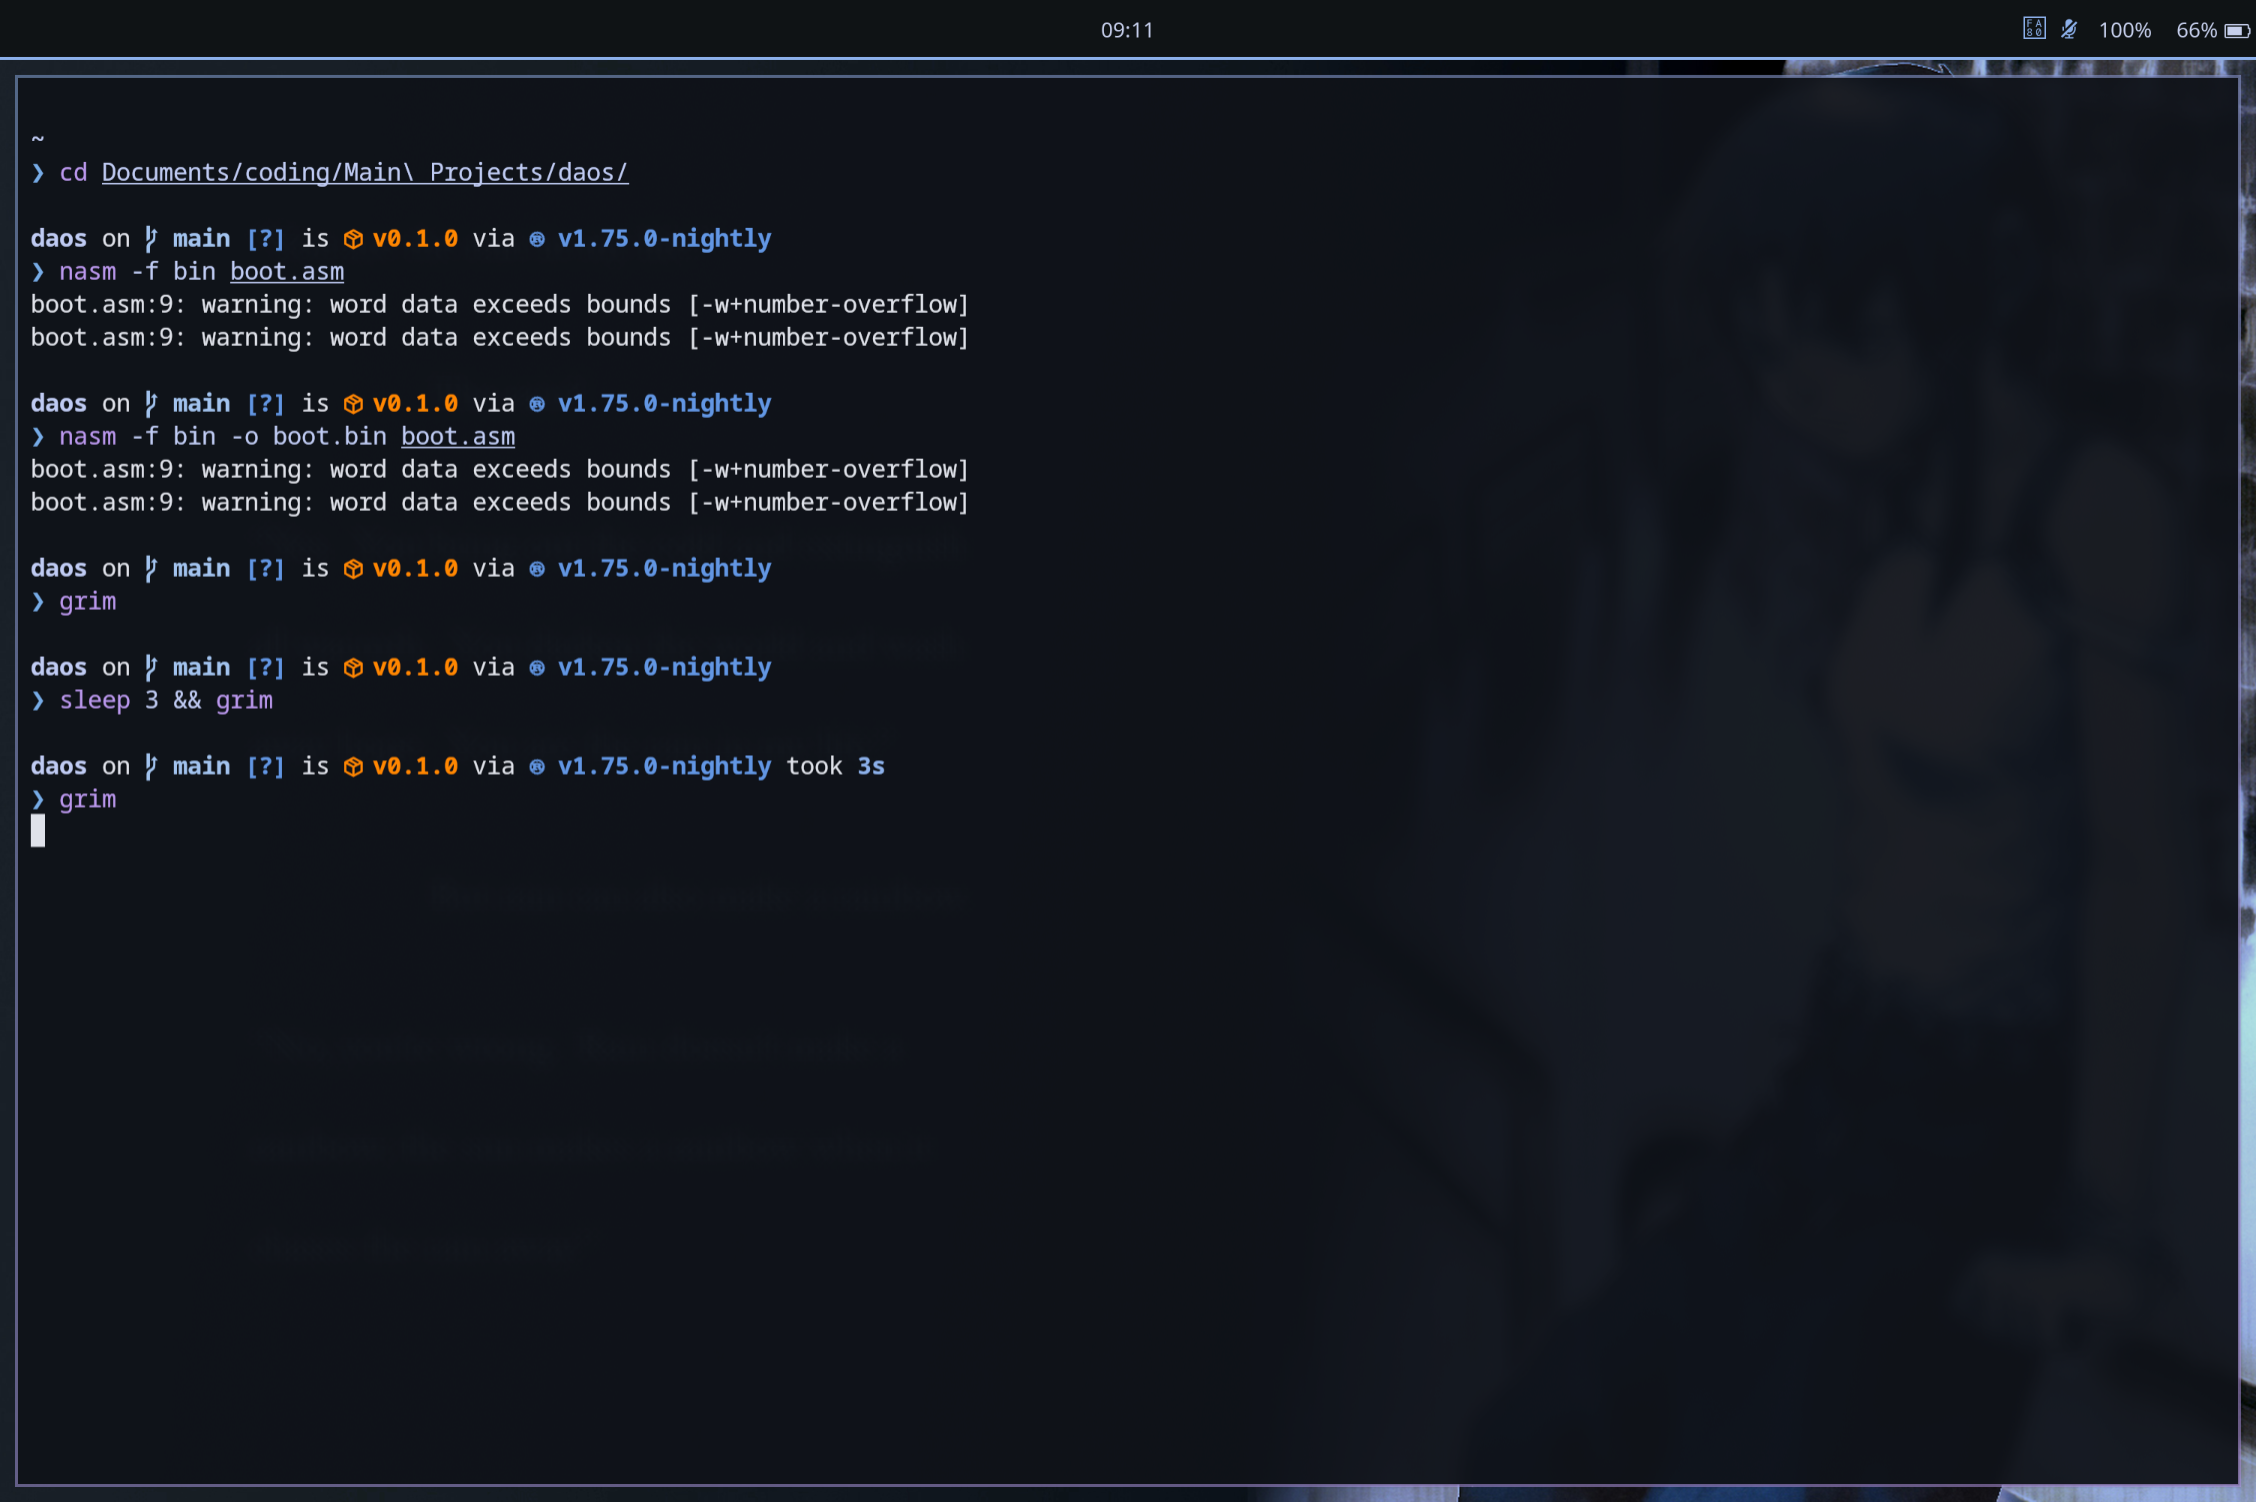 09:11
FA
80
100%
66%
~
❯ cd Documents/coding/Main\ Projects/daos/
daos on main [?] is v0.1.0 via v1.75.0-nightly
❯ nasm -f bin boot.asm
boot.asm:9: warning: word data exceeds bounds [-w+number-overflow]
boot.asm:9: warning: word data exceeds bounds [-w+number-overflow]
daos on main [?] is v0.1.0 via v1.75.0-nightly
❯ nasm -f bin -o boot.bin boot.asm
boot.asm:9: warning: word data exceeds bounds [-w+number-overflow]
boot.asm:9: warning: word data exceeds bounds [-w+number-overflow]
daos on main [?] is v0.1.0 via v1.75.0-nightly
❯ grim
daos on main [?] is v0.1.0 via v1.75.0-nightly
❯ sleep 3 && grim
daos on main [?] is v0.1.0 via v1.75.0-nightly took 3s
❯ grim